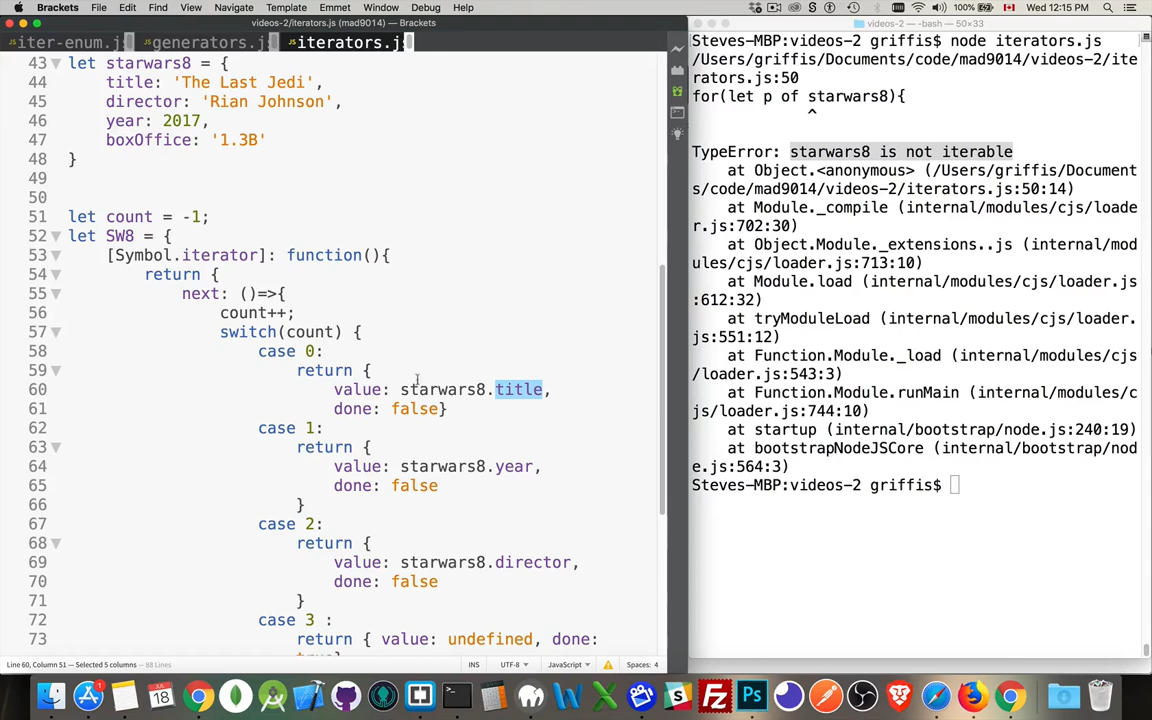 Brackets File Edit Find View Navigate Template Emmet Window Debug Help
100% Wed 12:15 PM
videos-2/iterators.js (mad9014) — Brackets
iter-enum.js generators.js iterators.js
43 let starwars8 = {
44 title: 'The Last Jedi',
45 director: 'Rian Johnson',
46 year: 2017,
47 boxOffice: '1.3B'
48 }
49
50
51 let count = -1;
52 let SW8 = {
53 [Symbol.iterator]: function(){
54 return {
55 next: ()=>{
56 count++;
57 switch(count) {
58 case 0:
59 return {
60 value: starwars8.title,
61 done: false}
62 case 1:
63 return {
64 value: starwars8.year,
65 done: false
66 }
67 case 2:
68 return {
69 value: starwars8.director,
70 done: false
71 }
72 case 3 :
73 return { value: undefined, done:
Line 60, Column 51 — Selected 5 columns — 88 Lines
INS UTF-8 JavaScript Spaces: 4
videos-2 — -bash — 50×33
Steves-MBP:videos-2 griffis$ node iterators.js
/Users/griffis/Documents/code/mad9014/videos-2/ite
rators.js:50
for(let p of starwars8){
^
TypeError: starwars8 is not iterable
at Object.<anonymous> (/Users/griffis/Document
s/code/mad9014/videos-2/iterators.js:50:14)
at Module._compile (internal/modules/cjs/loade
r.js:702:30)
at Object.Module._extensions..js (internal/mod
ules/cjs/loader.js:713:10)
at Module.load (internal/modules/cjs/loader.js
:612:32)
at tryModuleLoad (internal/modules/cjs/loader.
js:551:12)
at Function.Module._load (internal/modules/cjs
/loader.js:543:3)
at Function.Module.runMain (internal/modules/c
js/loader.js:744:10)
at startup (internal/bootstrap/node.js:240:19)
at bootstrapNodeJSCore (internal/bootstrap/nod
e.js:564:3)
Steves-MBP:videos-2 griffis$